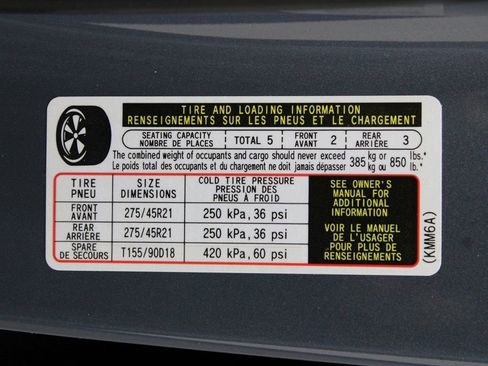 TIRE AND LOADING INFORMATION
RENSEIGNEMENTS SUR LES PNEUS ET LE CHARGEMENT
SEATING CAPACITY
NOMBRE DE PLACES
TOTAL 5
FRONT
AVANT
2
REAR
ARRIÈRE
3
The combined weight of occupants and cargo should never exceed
Le poids total des occupants et du chargement ne doit jamais dépasser
385
kg or
kg ou
850
lbs.*
lb.*
TIRE
PNEU
SIZE
DIMENSIONS
COLD TIRE PRESSURE
PRESSION DES
PNEUS À FROID
FRONT
AVANT
275/45R21
250 kPa, 36 psi
REAR
ARRIÈRE
275/45R21
250 kPa, 36 psi
SPARE
DE SECOURS
T155/90D18
420 kPa, 60 psi
SEE OWNER'S
MANUAL FOR
ADDITIONAL
INFORMATION
VOIR LE MANUEL
DE L'USAGER
POUR PLUS DE
RENSEIGNEMENTS
(KMM6A)